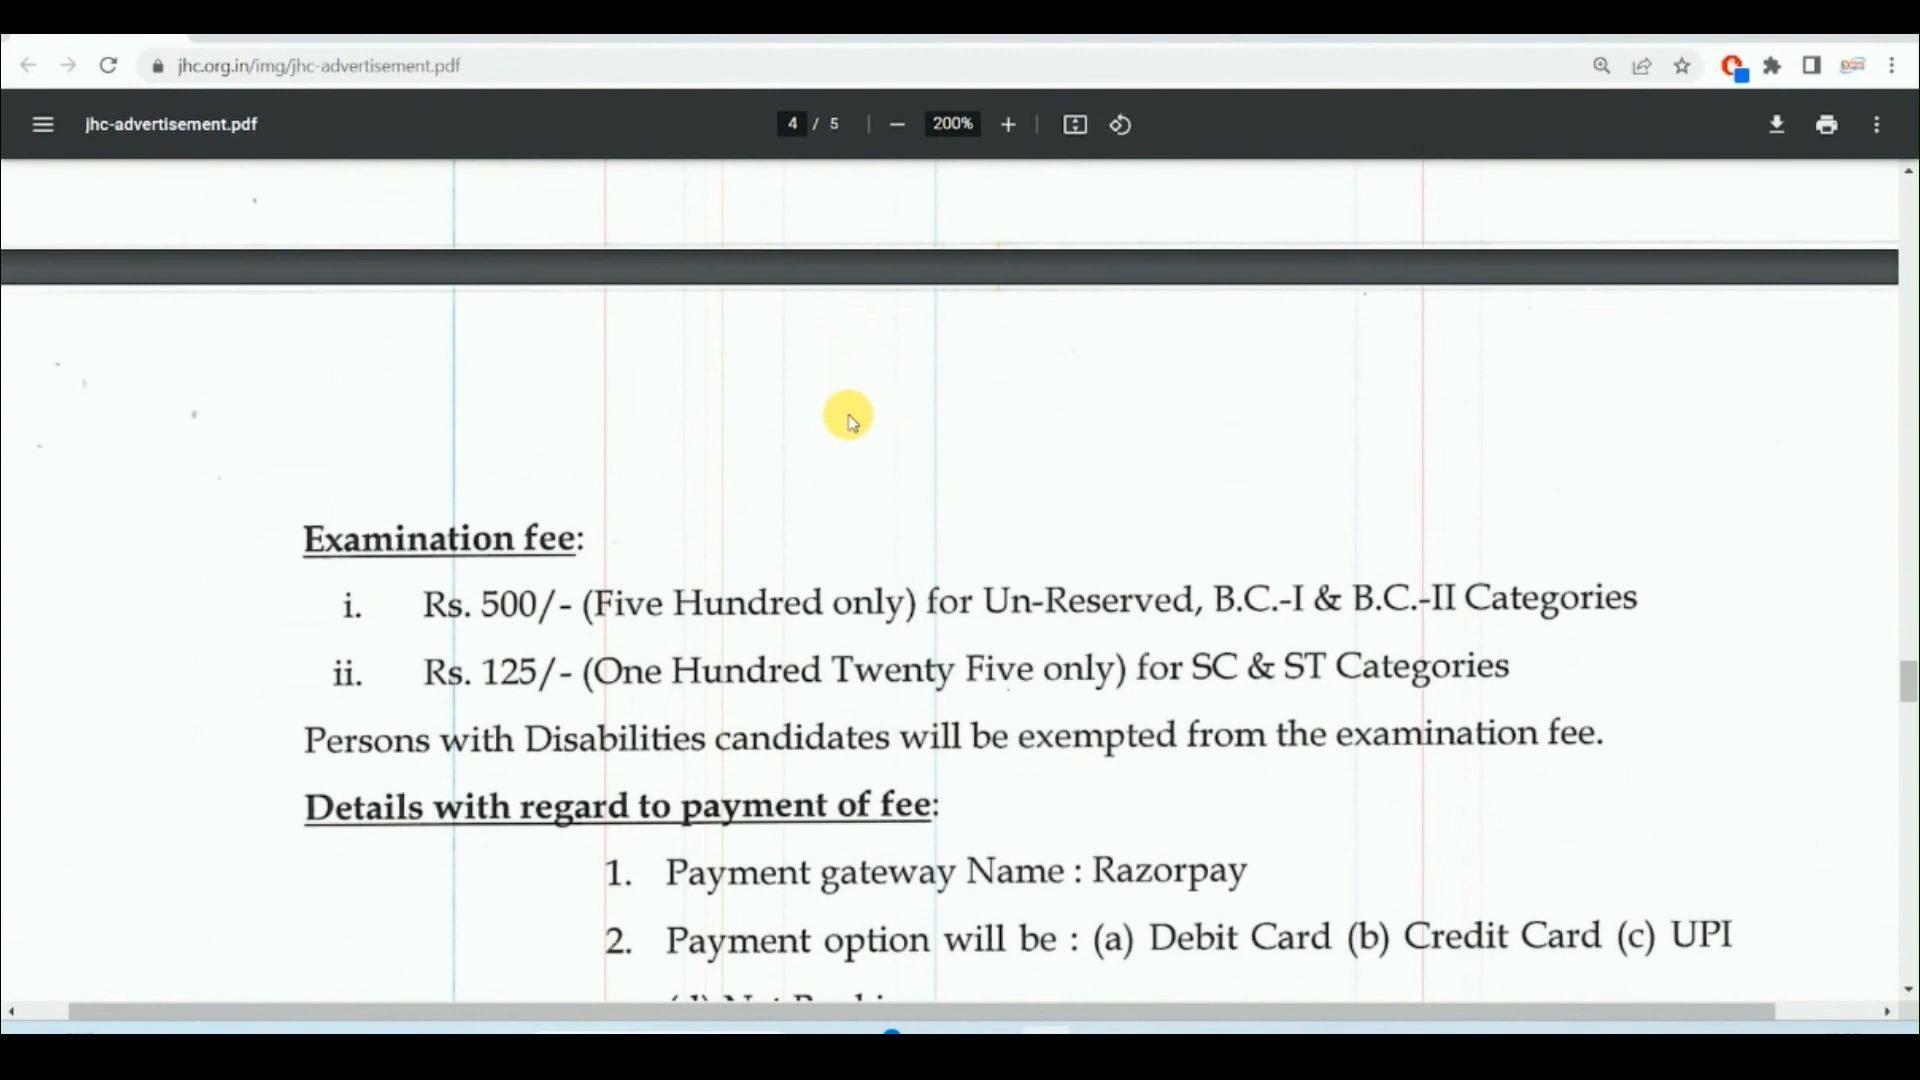 jhc.org.in/img/jhc-advertisement.pdf
jhc-advertisement.pdf
4 / 5
200%
Examination fee:
i. Rs. 500/- (Five Hundred only) for Un-Reserved, B.C.-I & B.C.-II Categories
ii. Rs. 125/- (One Hundred Twenty Five only) for SC & ST Categories
Persons with Disabilities candidates will be exempted from the examination fee.
Details with regard to payment of fee:
1. Payment gateway Name : Razorpay
2. Payment option will be : (a) Debit Card (b) Credit Card (c) UPI